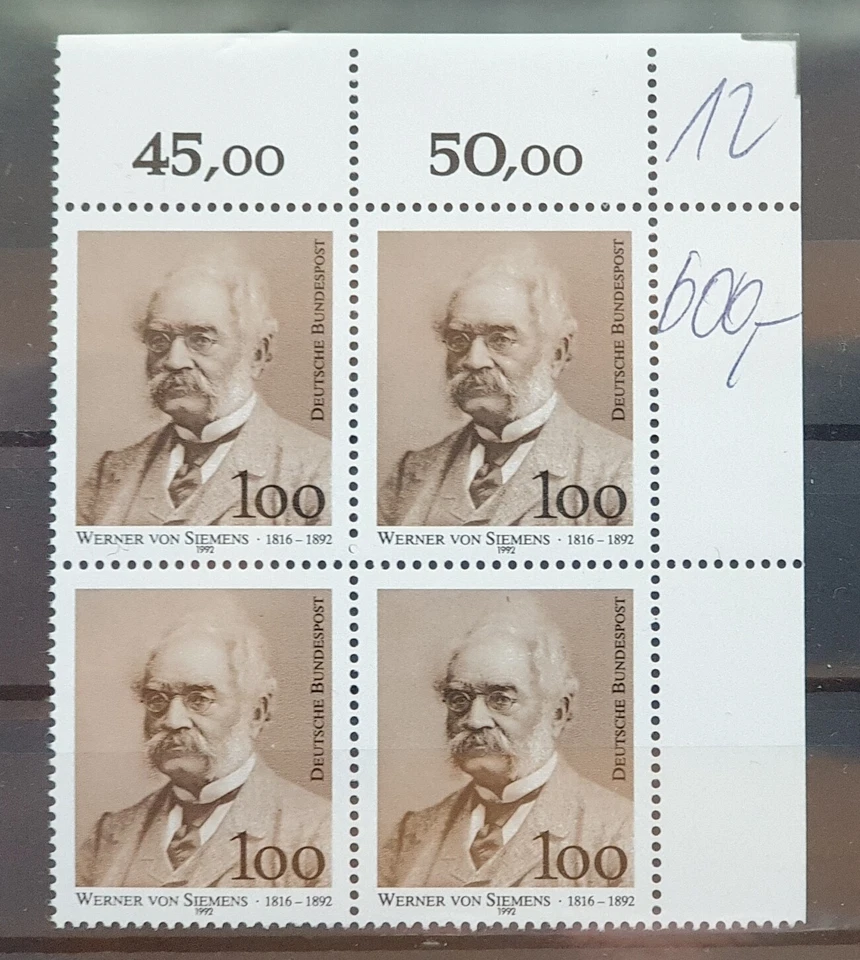 45,00 50,00 12
600,-
DEUTSCHE BUNDESPOST
100
WERNER VON SIEMENS · 1816–1892
1992
DEUTSCHE BUNDESPOST
100
WERNER VON SIEMENS · 1816–1892
1992
DEUTSCHE BUNDESPOST
100
WERNER VON SIEMENS · 1816–1892
1992
DEUTSCHE BUNDESPOST
100
WERNER VON SIEMENS · 1816–1892
1992